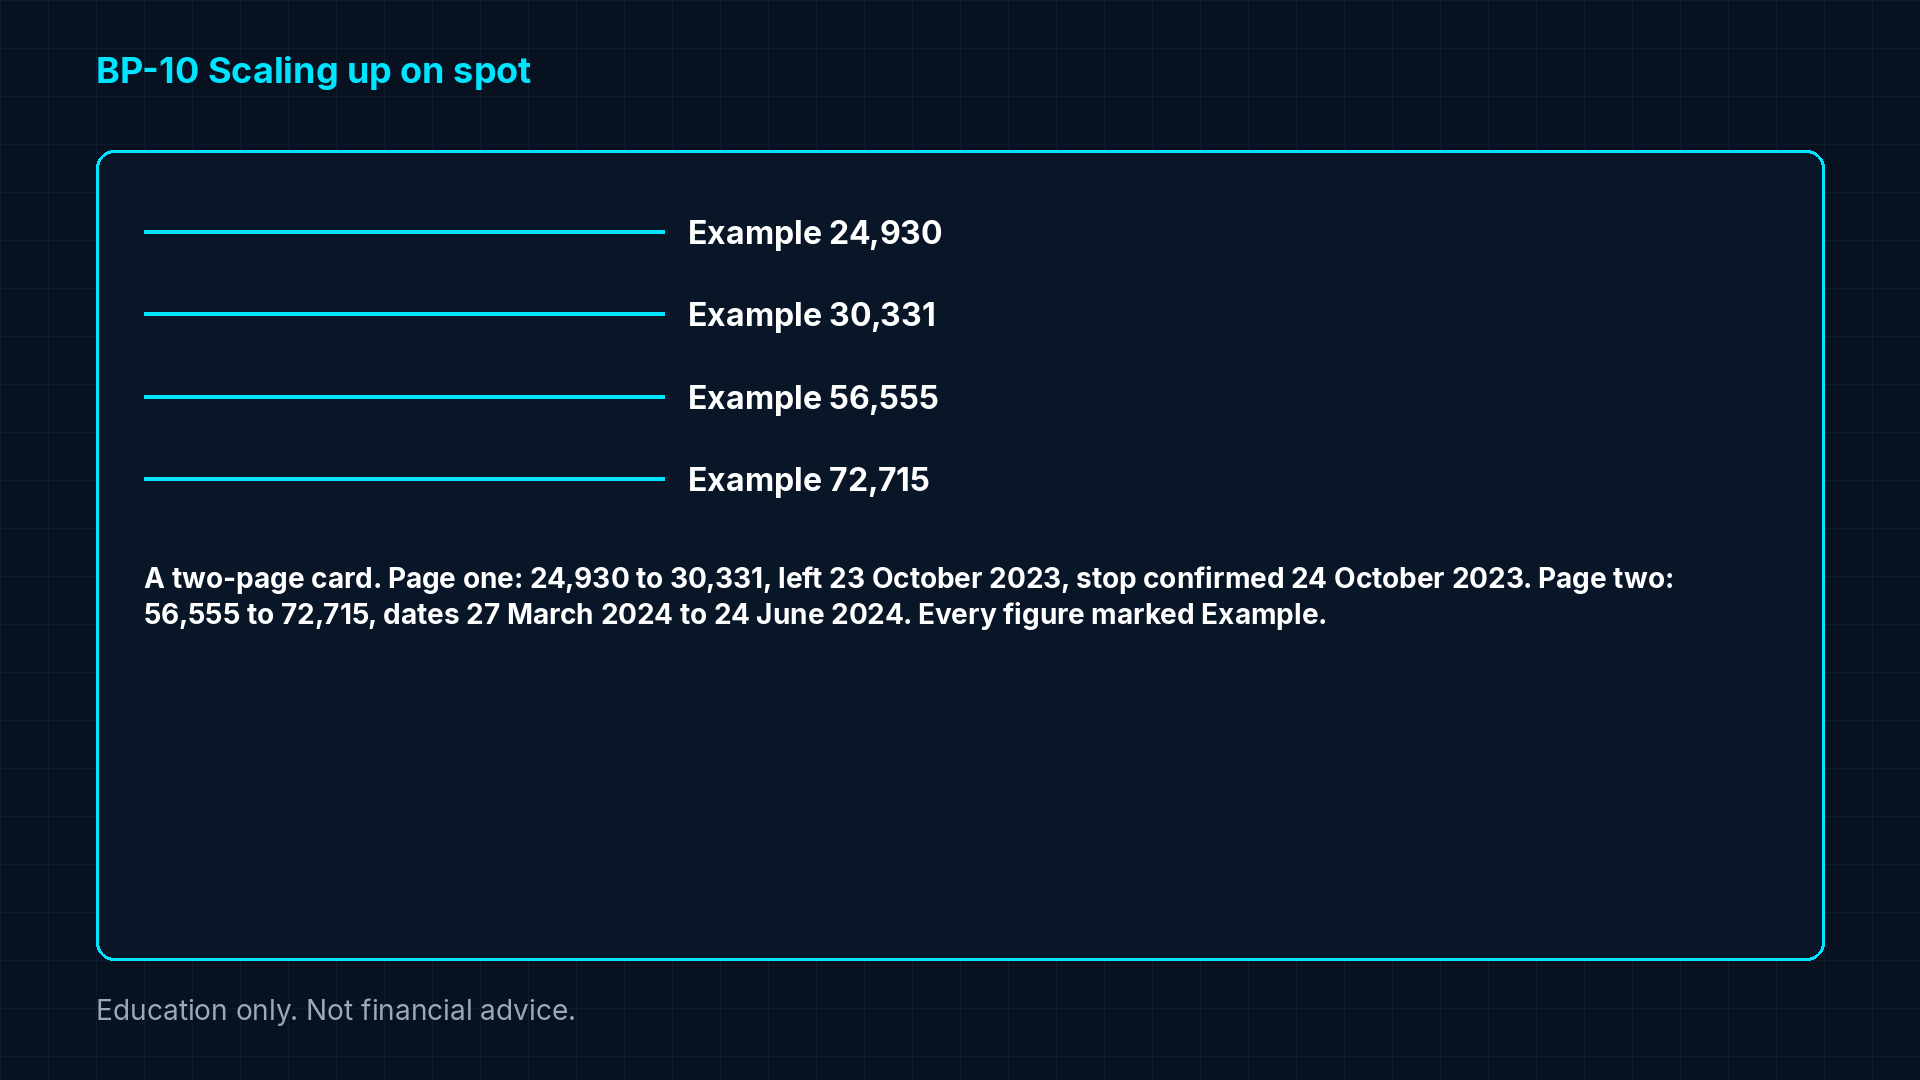 BP-10 Scaling up on spot
Example 24,930
Example 30,331
Example 56,555
Example 72,715
A two-page card. Page one: 24,930 to 30,331, left 23 October 2023, stop confirmed 24 October 2023. Page two:
56,555 to 72,715, dates 27 March 2024 to 24 June 2024. Every figure marked Example.
Education only. Not financial advice.